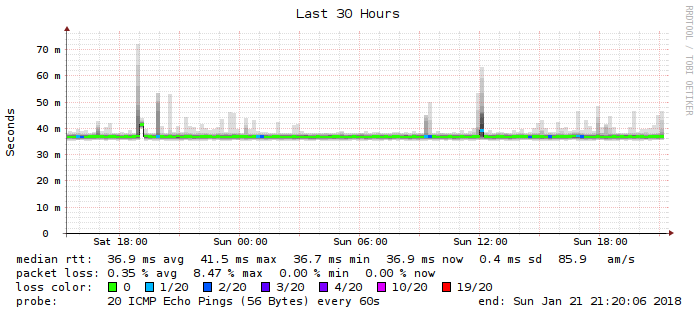 Last 30 Hours
RRDTOOL / TOBI OETIKER
Seconds
70 m
60 m
50 m
40 m
30 m
20 m
10 m
0
Sat 18:00 Sun 00:00 Sun 06:00 Sun 12:00 Sun 18:00
median rtt: 36.9 ms avg 41.5 ms max 36.7 ms min 36.9 ms now 0.4 ms sd 85.9 am/s
packet loss: 0.35 % avg 8.47 % max 0.00 % min 0.00 % now
loss color: 0 1/20 2/20 3/20 4/20 10/20 19/20
probe: 20 ICMP Echo Pings (56 Bytes) every 60s end: Sun Jan 21 21:20:06 2018